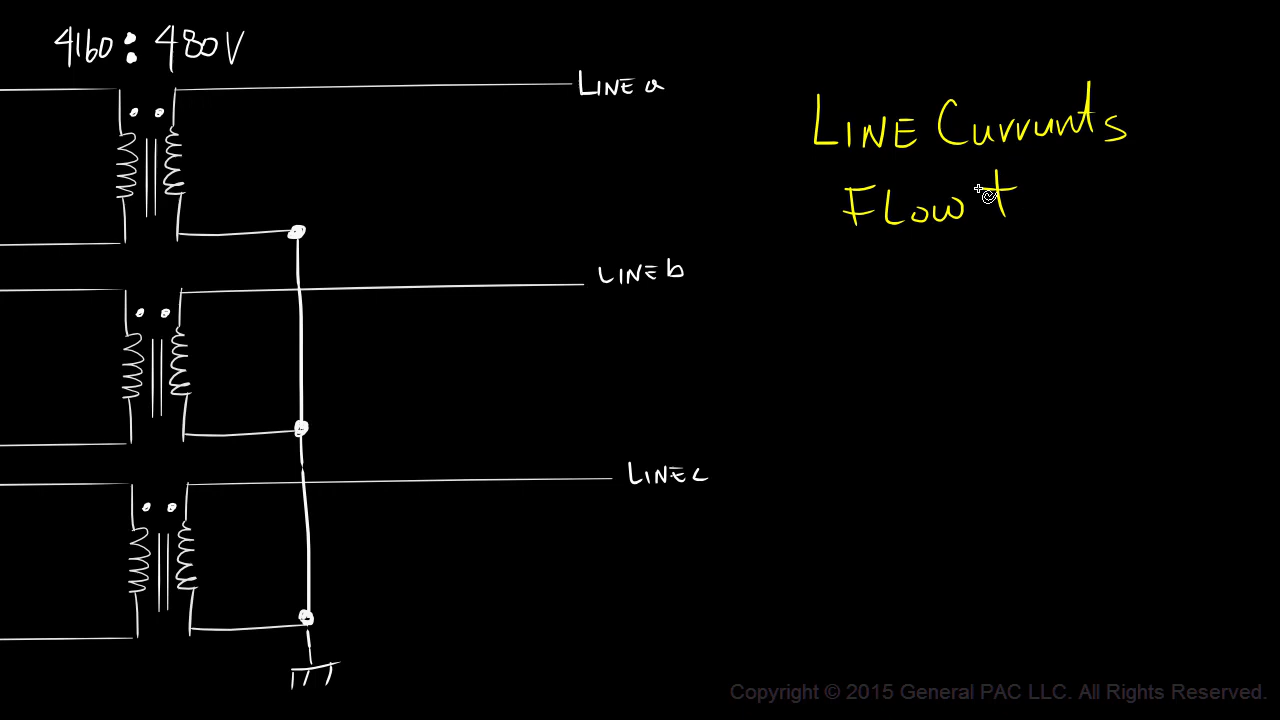 4160 : 480V
LINE a
LINE Currents
FLOW t
LINE b
LINE c
Copyright © 2015 General PAC LLC. All Rights Reserved.